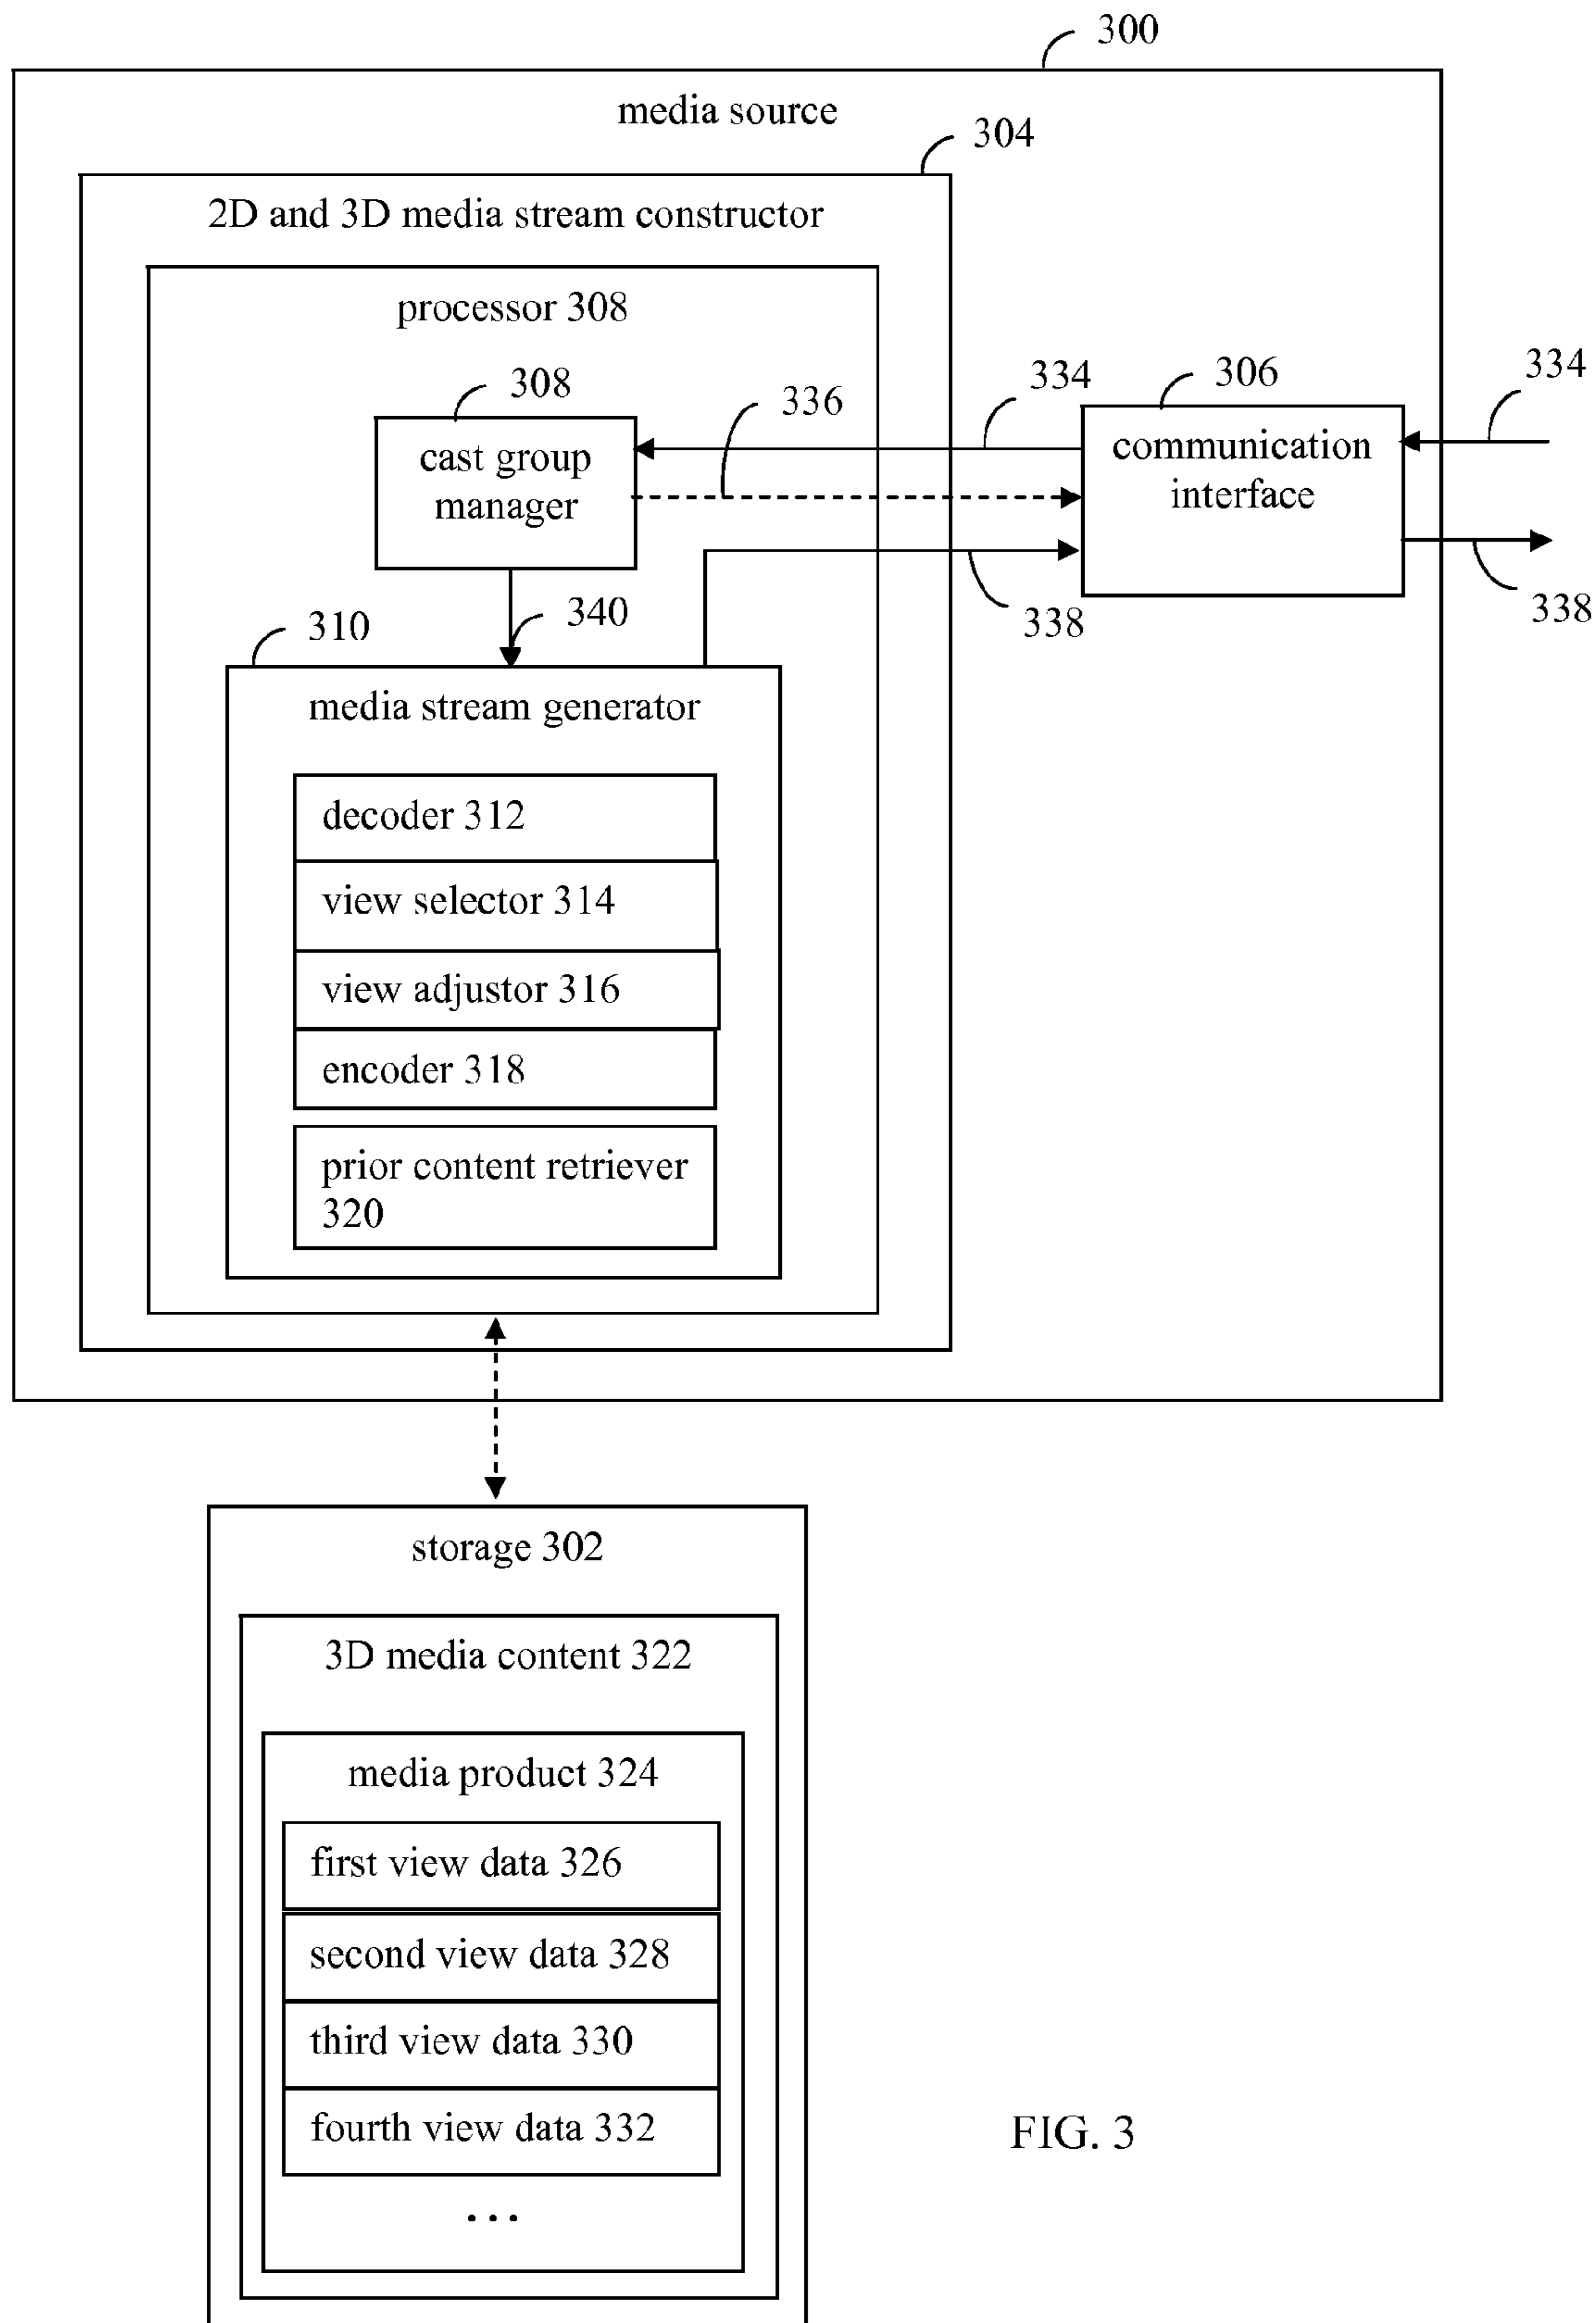 300
media source
304
2D and 3D media stream constructor
processor 308
308
336
334
306
334
cast group
manager
communication
interface
340
338
338
310
media stream generator
decoder 312
view selector 314
view adjustor 316
encoder 318
prior content retriever
320
storage 302
3D media content 322
media product 324
first view data 326
second view data 328
third view data 330
fourth view data 332
...
FIG. 3